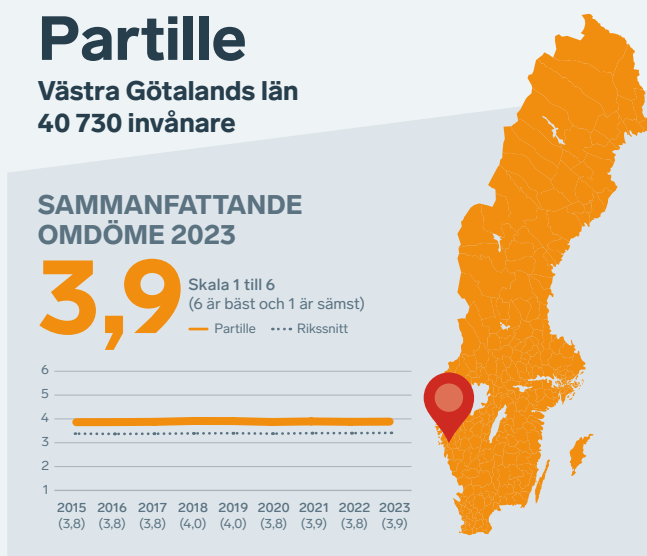 Partille
Västra Götalands län
40 730 invånare
SAMMANFATTANDE
OMDÖME 2023
3,9
Skala 1 till 6
(6 är bäst och 1 är sämst)
Partille
Rikssnitt
6
5
4
3
2
1
2015 2016 2017 2018 2019 2020 2021 2022 2023
(3,8) (3,8) (3,8) (4,0) (4,0) (3,8) (3,9) (3,8) (3,9)